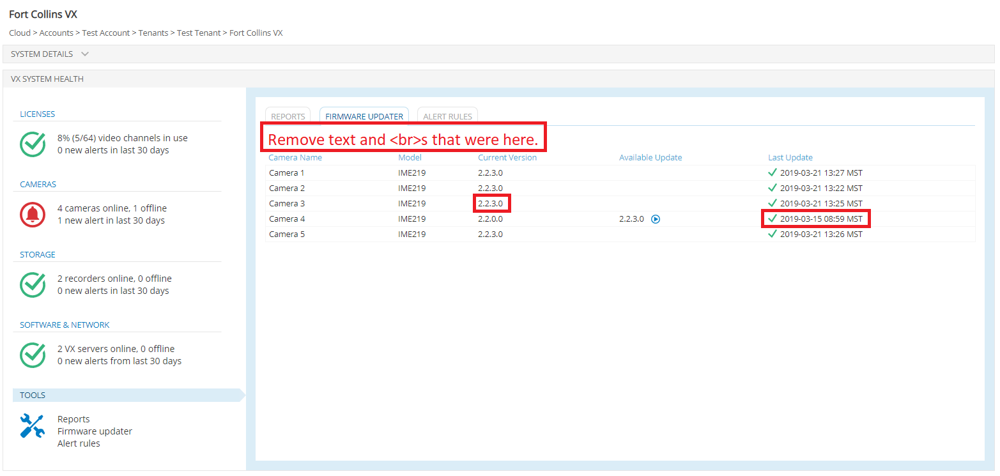 Fort Collins VX
Cloud > Accounts > Test Account > Tenants > Test Tenant > Fort Collins VX
SYSTEM DETAILS
VX SYSTEM HEALTH
LICENSES
8% (5/64) video channels in use
0 new alerts in last 30 days
CAMERAS
4 cameras online, 1 offline
1 new alert in last 30 days
STORAGE
2 recorders online, 0 offline
0 new alerts in last 30 days
SOFTWARE & NETWORK
2 VX servers online, 0 offline
0 new alerts from last 30 days
TOOLS
Reports
Firmware updater
Alert rules
REPORTS FIRMWARE UPDATER ALERT RULES
Remove text and <br>s that were here.
Camera Name Model Current Version Available Update Last Update
Camera 1 IME219 2.2.3.0 2019-03-21 13:27 MST
Camera 2 IME219 2.2.3.0 2019-03-21 13:22 MST
Camera 3 IME219 2.2.3.0 2019-03-21 13:25 MST
Camera 4 IME219 2.2.0.0 2.2.3.0 2019-03-15 08:59 MST
Camera 5 IME219 2.2.3.0 2019-03-21 13:26 MST